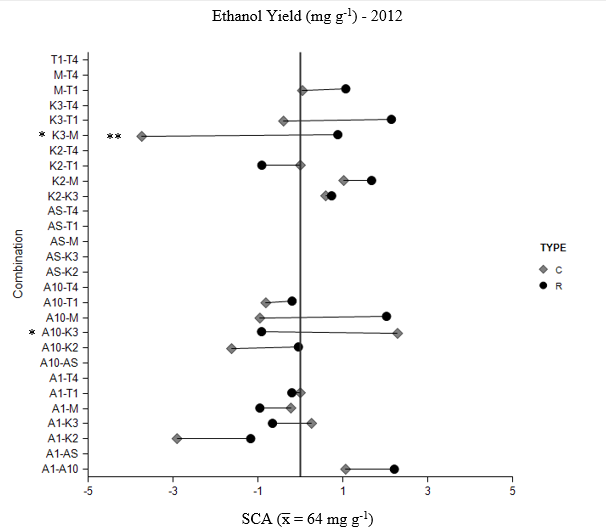 Ethanol Yield (mg g-1) - 2012
T1-T4
M-T4
M-T1
K3-T4
K3-T1
* K3-M **
K2-T4
K2-T1
K2-M
K2-K3
AS-T4
AS-T1
AS-M
AS-K3
AS-K2
A10-T4
A10-T1
A10-M
* A10-K3
A10-K2
A10-AS
A1-T4
A1-T1
A1-M
A1-K3
A1-K2
A1-AS
A1-A10
Combination
TYPE
C
R
-5 -3 -1 1 3 5
SCA (x̅ = 64 mg g-1)